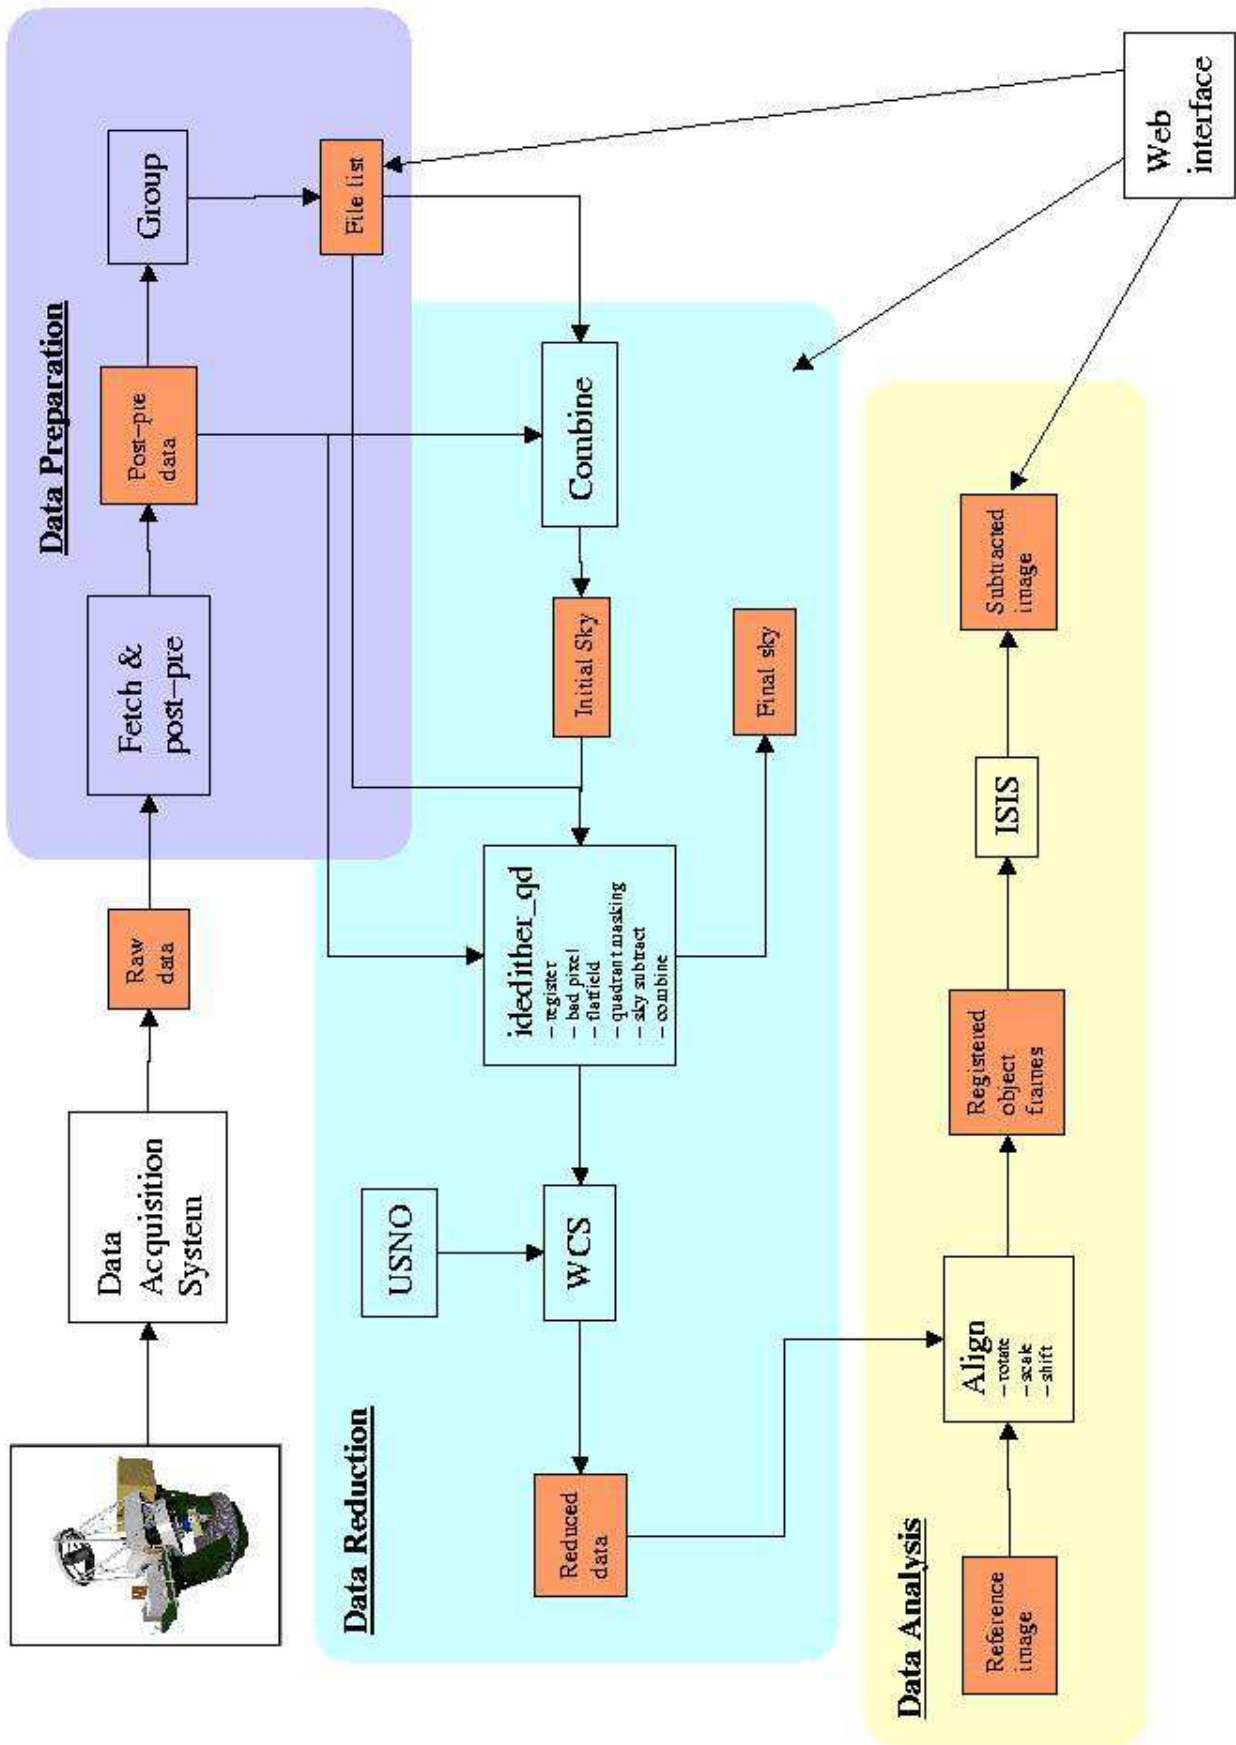 Data
Acquisition
System
Raw
data
Data Preparation
Fetch &
post-pre
Post-pre
data
Group
File list
Data Reduction
USNO
WCS
Reduced
data
idedither_qd
- register
- bad pixel
- flatfield
- quadrant masking
- sky subtract
- combine
Initial Sky
Combine
Final sky
Data Analysis
Reference
image
Align
- rotate
- scale
- shift
Registered
object
frames
ISIS
Subtracted
image
Web
interface